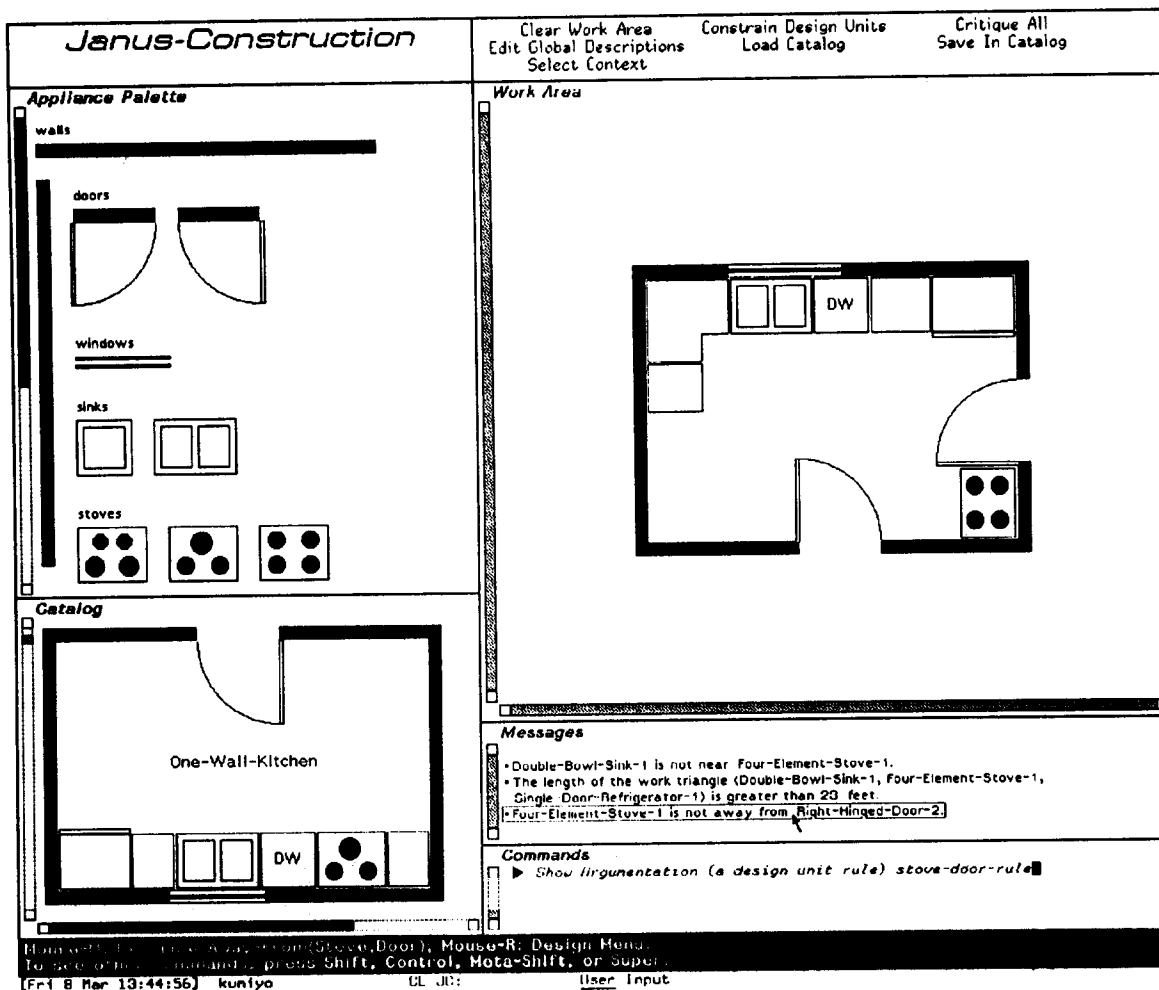 Janus-Construction
Clear Work Area
Edit Global Descriptions
Select Context
Constrain Design Units
Load Catalog
Critique All
Save In Catalog
Appliance Palette
walls
doors
windows
sinks
stoves
Catalog
One-Wall-Kitchen
DW
Work Area
DW
Messages
•Double-Bowl-Sink-1 is not near Four-Element-Stove-1.
•The length of the work triangle (Double-Bowl-Sink-1, Four-Element-Stove-1,
Single-Door-Refrigerator-1) is greater than 23 feet.
•Four-Element-Stove-1 is not away from Right-Hinged-Door-2.
Commands
▶ Show Argumentation (a design unit rule) stove-door-rule
(Stove,Door); Mouse-R: Design Menu.
To see other commands, press Shift, Control, Meta-Shift, or Super.
[Fri 8 Mar 13:44:56] kumiyo CL JC: User Input